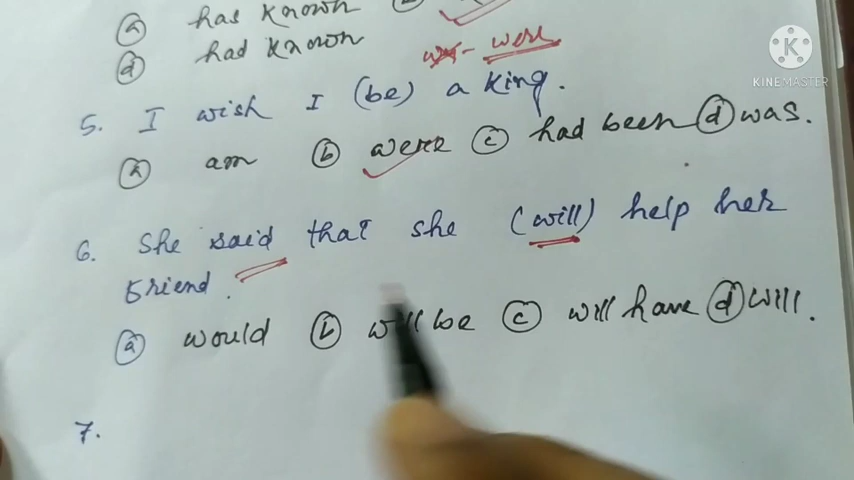 ⓐ has known
ⓓ had known
were
5. I wish I (be) a king.
ⓐ am ⓑ were ⓒ had been ⓓ was.
6. She said that she (will) help her
friend.
ⓐ would ⓑ will be ⓒ will have ⓓ will.
7.
K
KINEMASTER